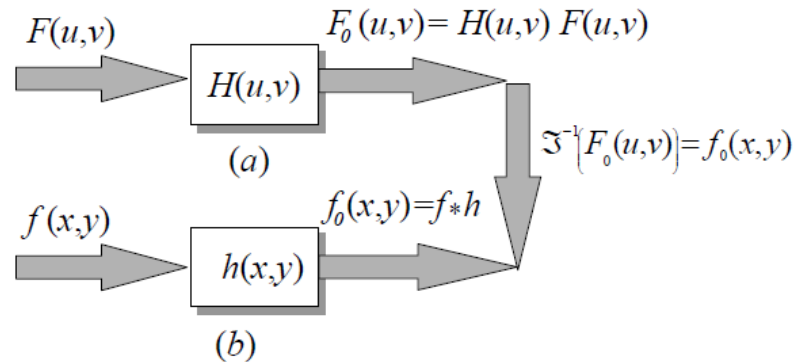 F(u,v)
F₀(u,v)= H(u,v) F(u,v)
H(u,v)
(a)
ℑ⁻¹(F₀(u,v))=f₀(x,y)
f(x,y)
f₀(x,y)=f*h
h(x,y)
(b)